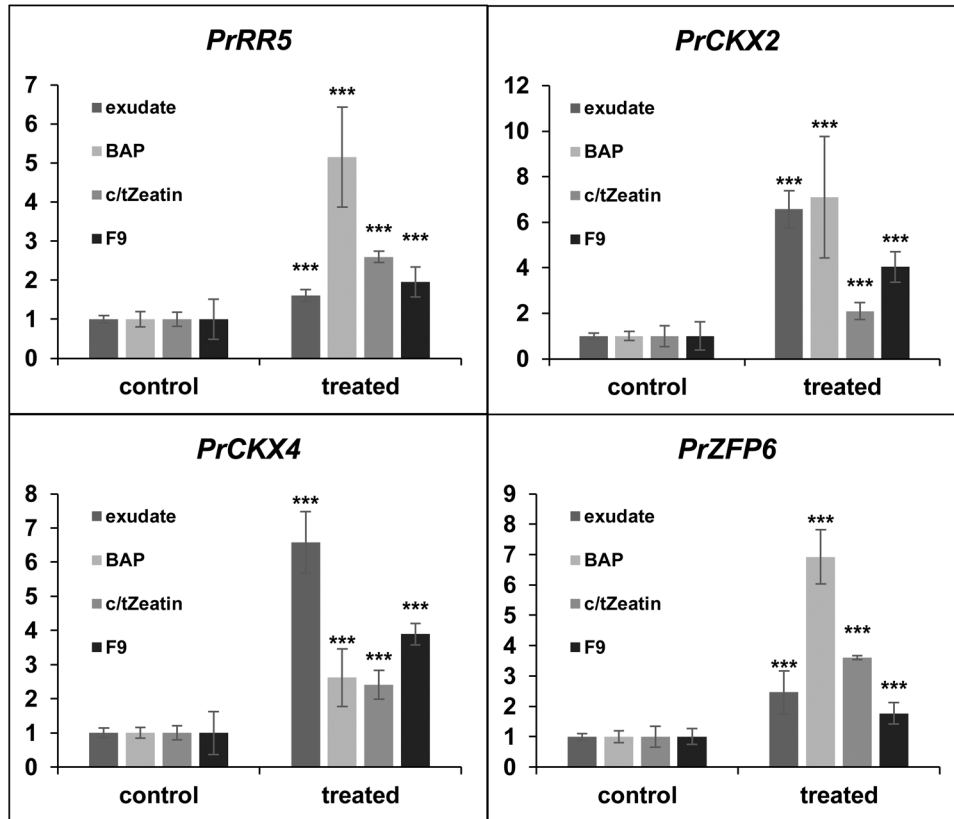 PrRR5
7
6
5
4
3
2
1
0
exudate
BAP
c/tZeatin
F9
***
***
***
***
control
treated
PrCKX2
12
10
8
6
4
2
0
exudate
BAP
c/tZeatin
F9
***
***
***
***
control
treated
PrCKX4
8
7
6
5
4
3
2
1
0
exudate
BAP
c/tZeatin
F9
***
***
***
***
control
treated
PrZFP6
9
8
7
6
5
4
3
2
1
0
exudate
BAP
c/tZeatin
F9
***
***
***
***
control
treated